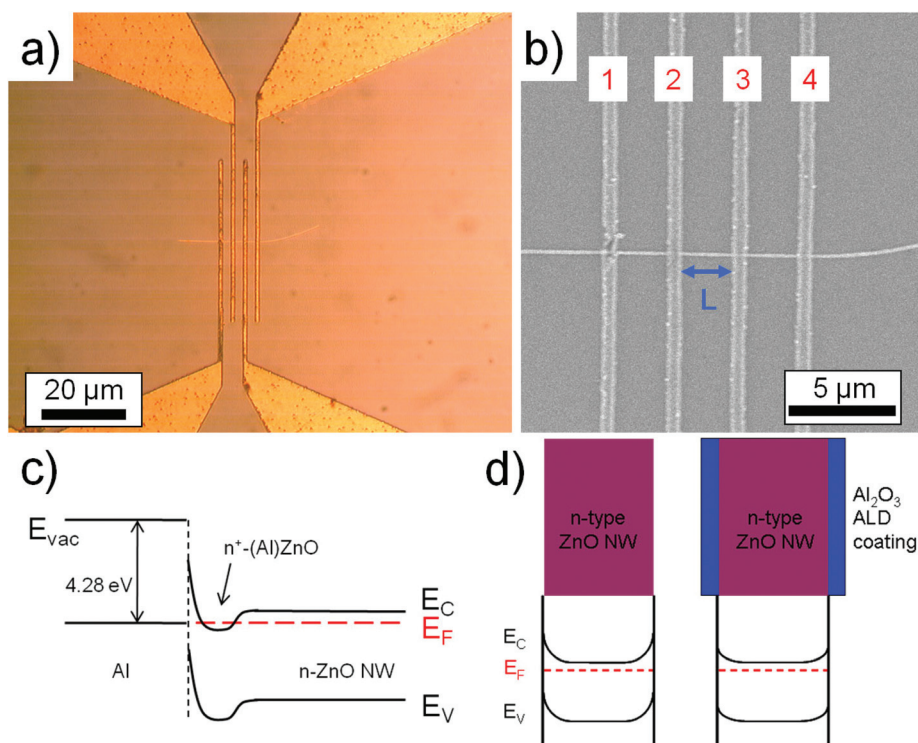 a)
20 µm
b)
1 2 3 4
L
5 µm
c)
E_vac
4.28 eV
n⁺-(Al)ZnO
E_C
E_F
Al
n-ZnO NW
E_V
d)
n-type
ZnO NW
n-type
ZnO NW
Al₂O₃
ALD
coating
E_C
E_F
E_V